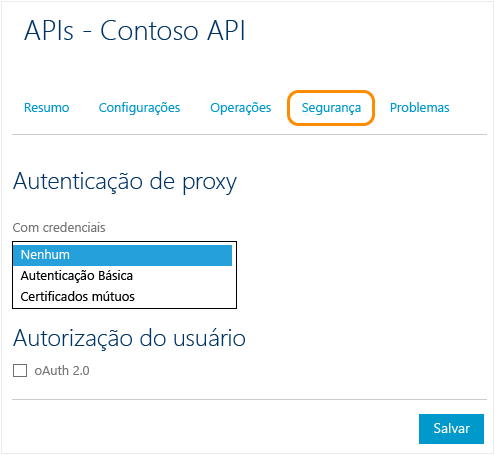 APIs - Contoso API
Resumo Configurações Operações Segurança Problemas
Autenticação de proxy
Com credenciais
Nenhum
Autenticação Básica
Certificados mútuos
Autorização do usuário
oAuth 2.0
Salvar